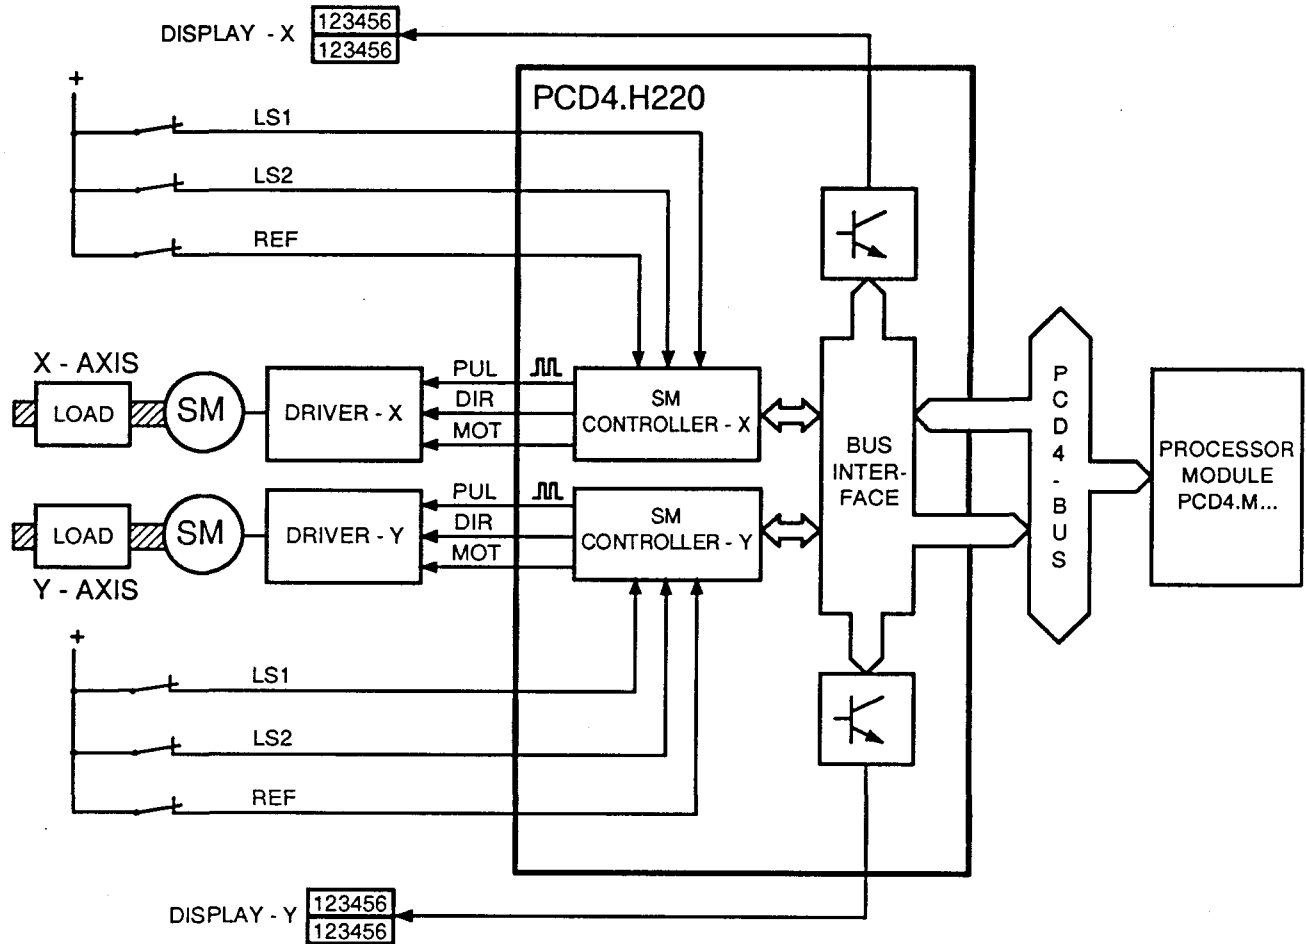 DISPLAY - X
123456
123456
+
PCD4.H220
LS1
LS2
REF
X - AXIS
LOAD
SM
DRIVER - X
PUL
DIR
MOT
SM
CONTROLLER - X
BUS
INTER-
FACE
PCD4-BUS
PROCESSOR
MODULE
PCD4.M...
LOAD
SM
DRIVER - Y
PUL
DIR
MOT
SM
CONTROLLER - Y
Y - AXIS
+
LS1
LS2
REF
DISPLAY - Y
123456
123456